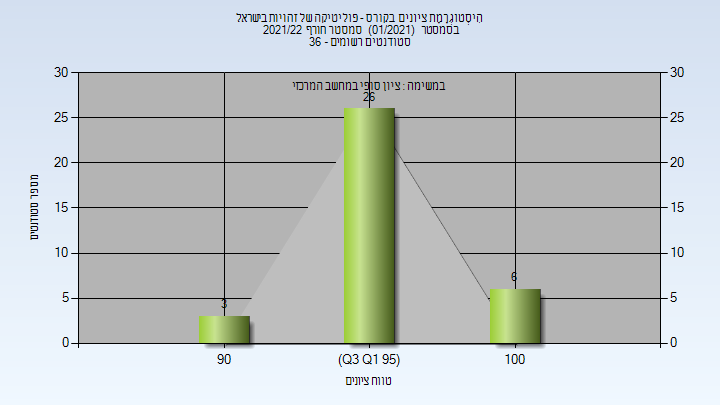 היסטוגרמת ציונים בקורס - פוליטיקה של זהויות בישראל
בסמסטר (01/2021) סמסטר חורף 2021/22
סטודנטים רשומים - 36
במשימה : ציון סופי במחשב המרכזי
30 30
25 25
20 20
15 15
10 10
5 5
0 0
26
6
3
מספר סטודנטים
90 (Q3 Q1 95) 100
טווח ציונים